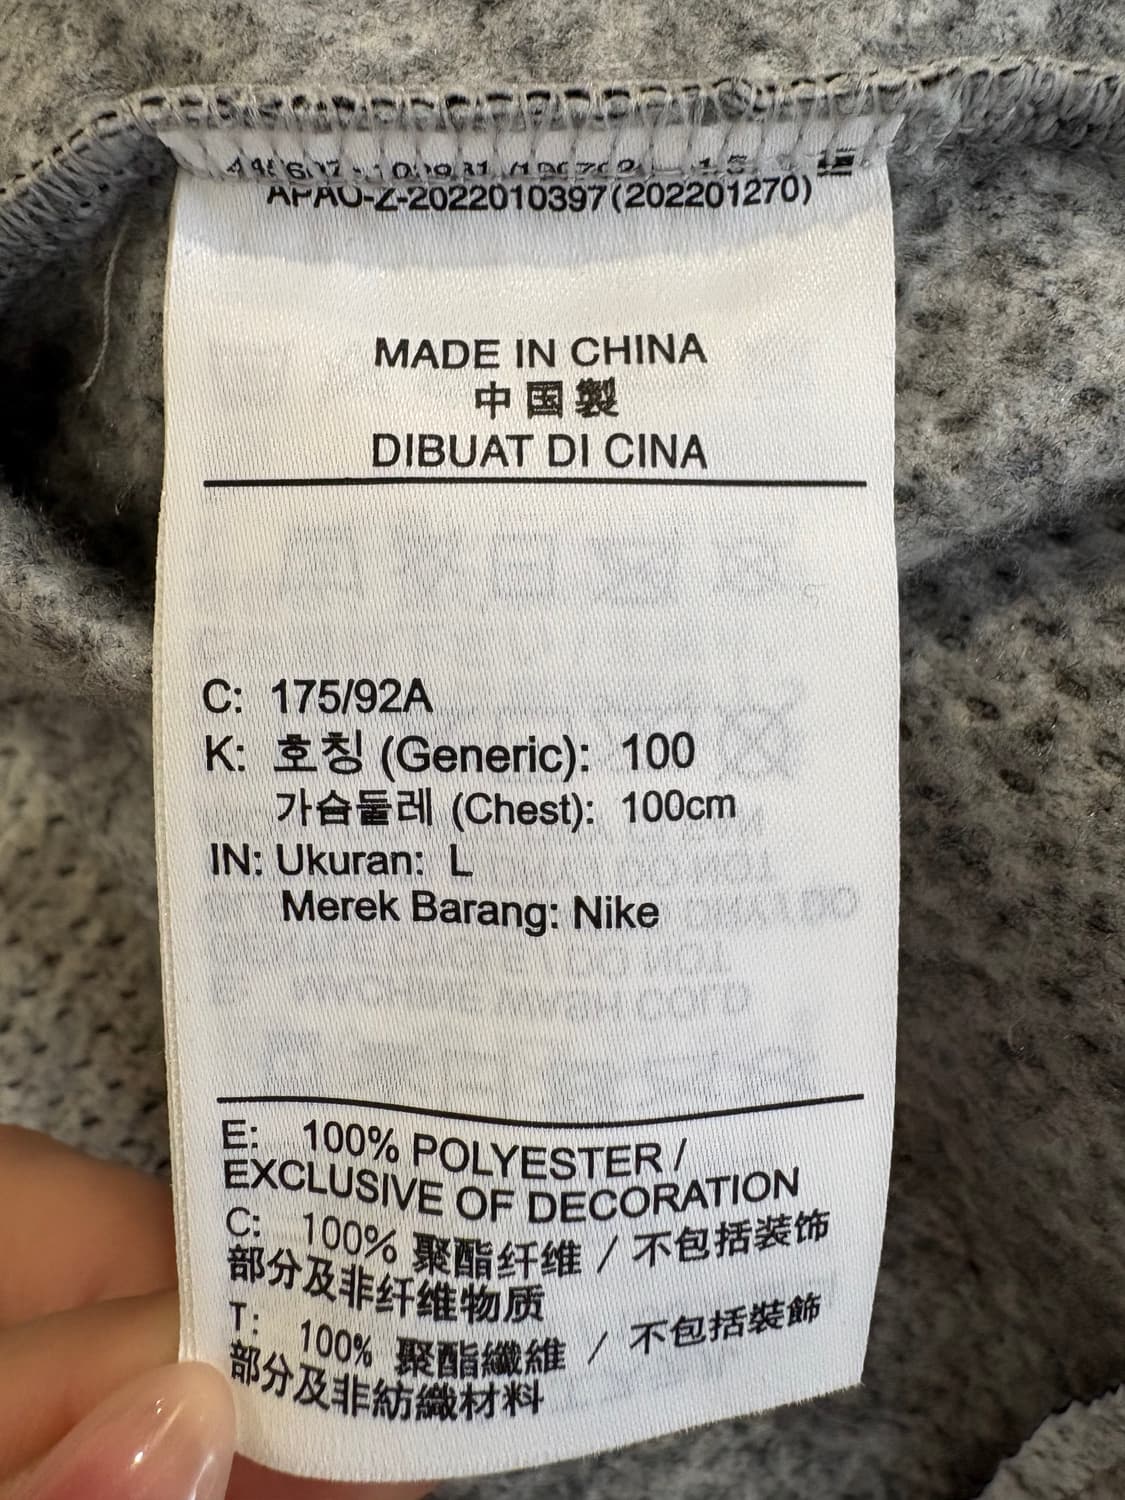 APAO-Z-2022010397(202201270)
MADE IN CHINA
中国製
DIBUAT DI CINA
C: 175/92A
K: 호칭 (Generic): 100
가슴둘레 (Chest): 100cm
IN: Ukuran: L
Merek Barang: Nike
E: 100% POLYESTER /
EXCLUSIVE OF DECORATION
C: 100% 聚酯纤维 / 不包括装饰
部分及非纤维物质
T: 100% 聚酯纖維 / 不包括裝飾
部分及非紡織材料